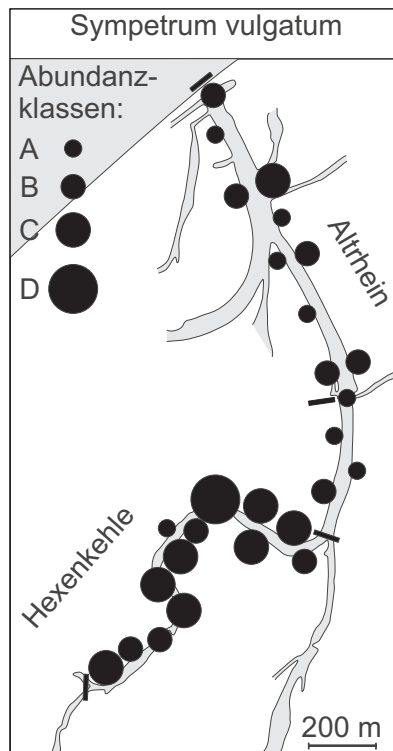 Sympetrum vulgatum
Abundanz-
klassen:
A
B
C
D
Altrhein
Hexenkehle
200 m